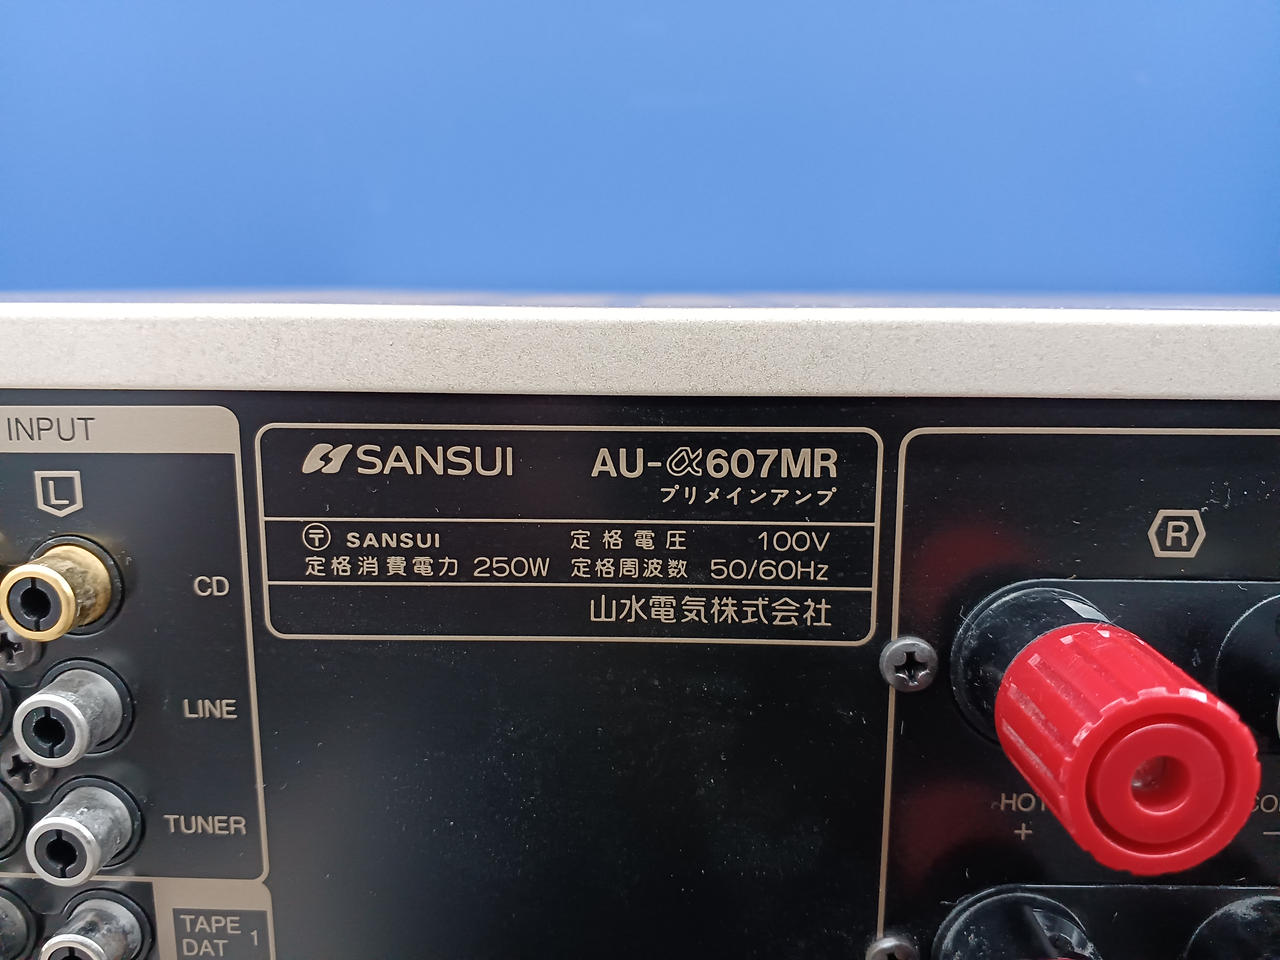 INPUT
L
CD
LINE
TUNER
TAPE 1
DAT
SANSUI AU-α607MR
プリメインアンプ
〒 SANSUI 定格電圧 100V
定格消費電力 250W 定格周波数 50/60Hz
山水電気株式会社
R
HOT
+